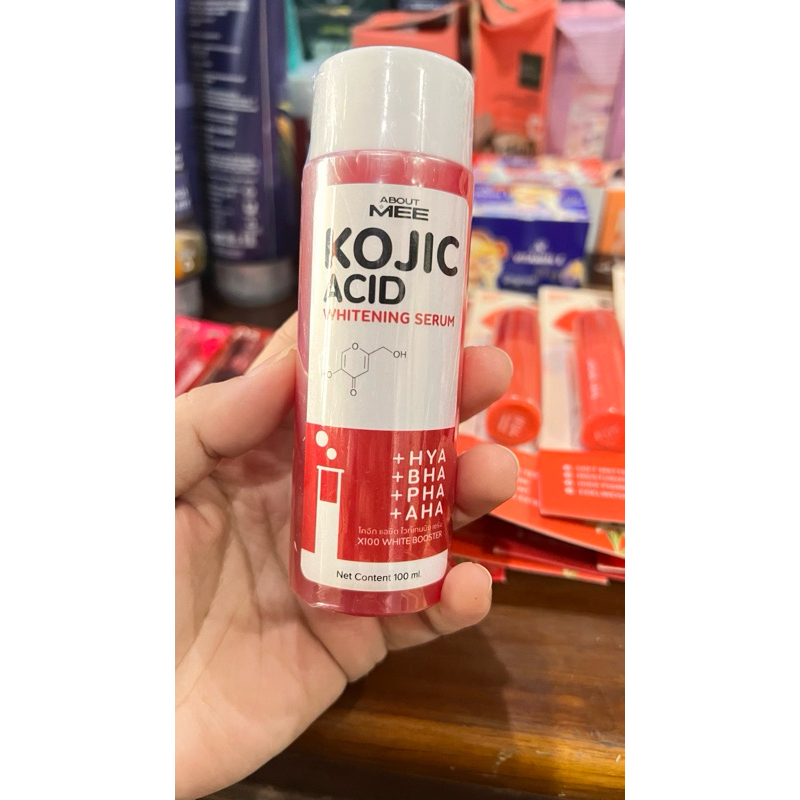 ABOUT
MEE
KOJIC
ACID
WHITENING SERUM
O
OH
O
+HYA
+BHA
+PHA
+AHA
โคจิก แอซิด ไวท์เทนนิ่ง เซรั่ม
X100 WHITE BOOSTER
Net Content 100 ml.